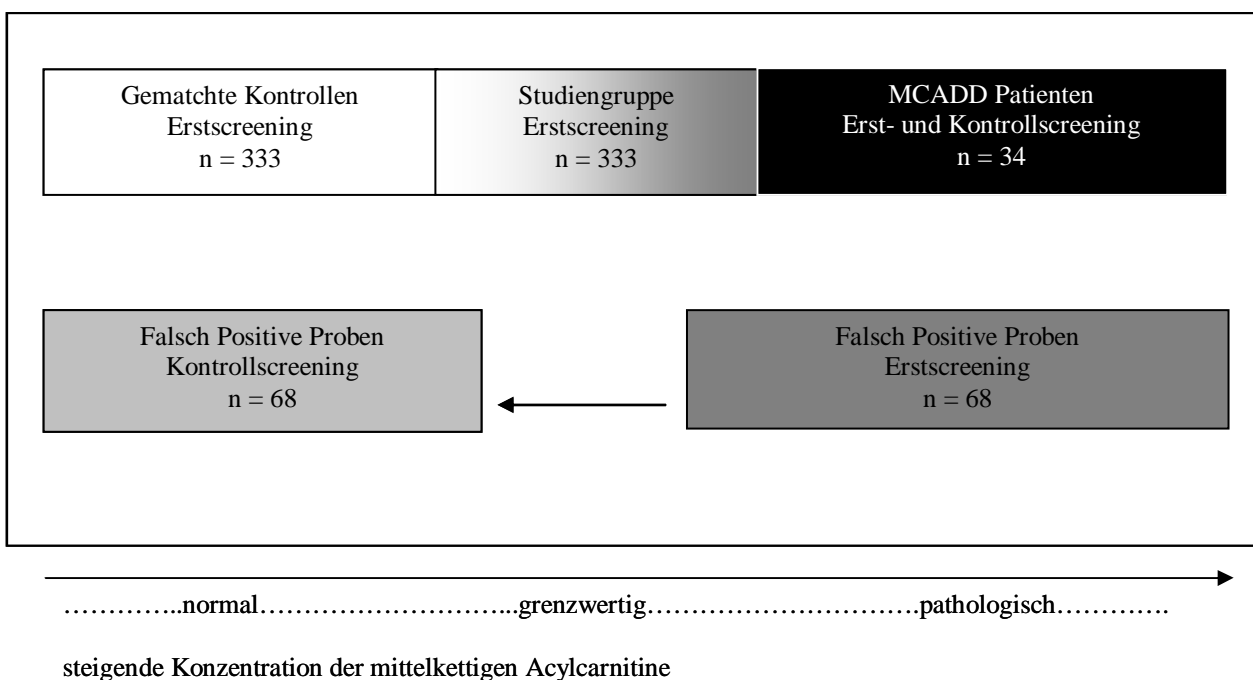 Gematchte Kontrollen
Erstscreening
n = 333
Studiengruppe
Erstscreening
n = 333
MCADD Patienten
Erst- und Kontrollscreening
n = 34
Falsch Positive Proben
Kontrollscreening
n = 68
Falsch Positive Proben
Erstscreening
n = 68
…………..normal………………………...grenzwertig……………………….pathologisch………….
steigende Konzentration der mittelkettigen Acylcarnitine